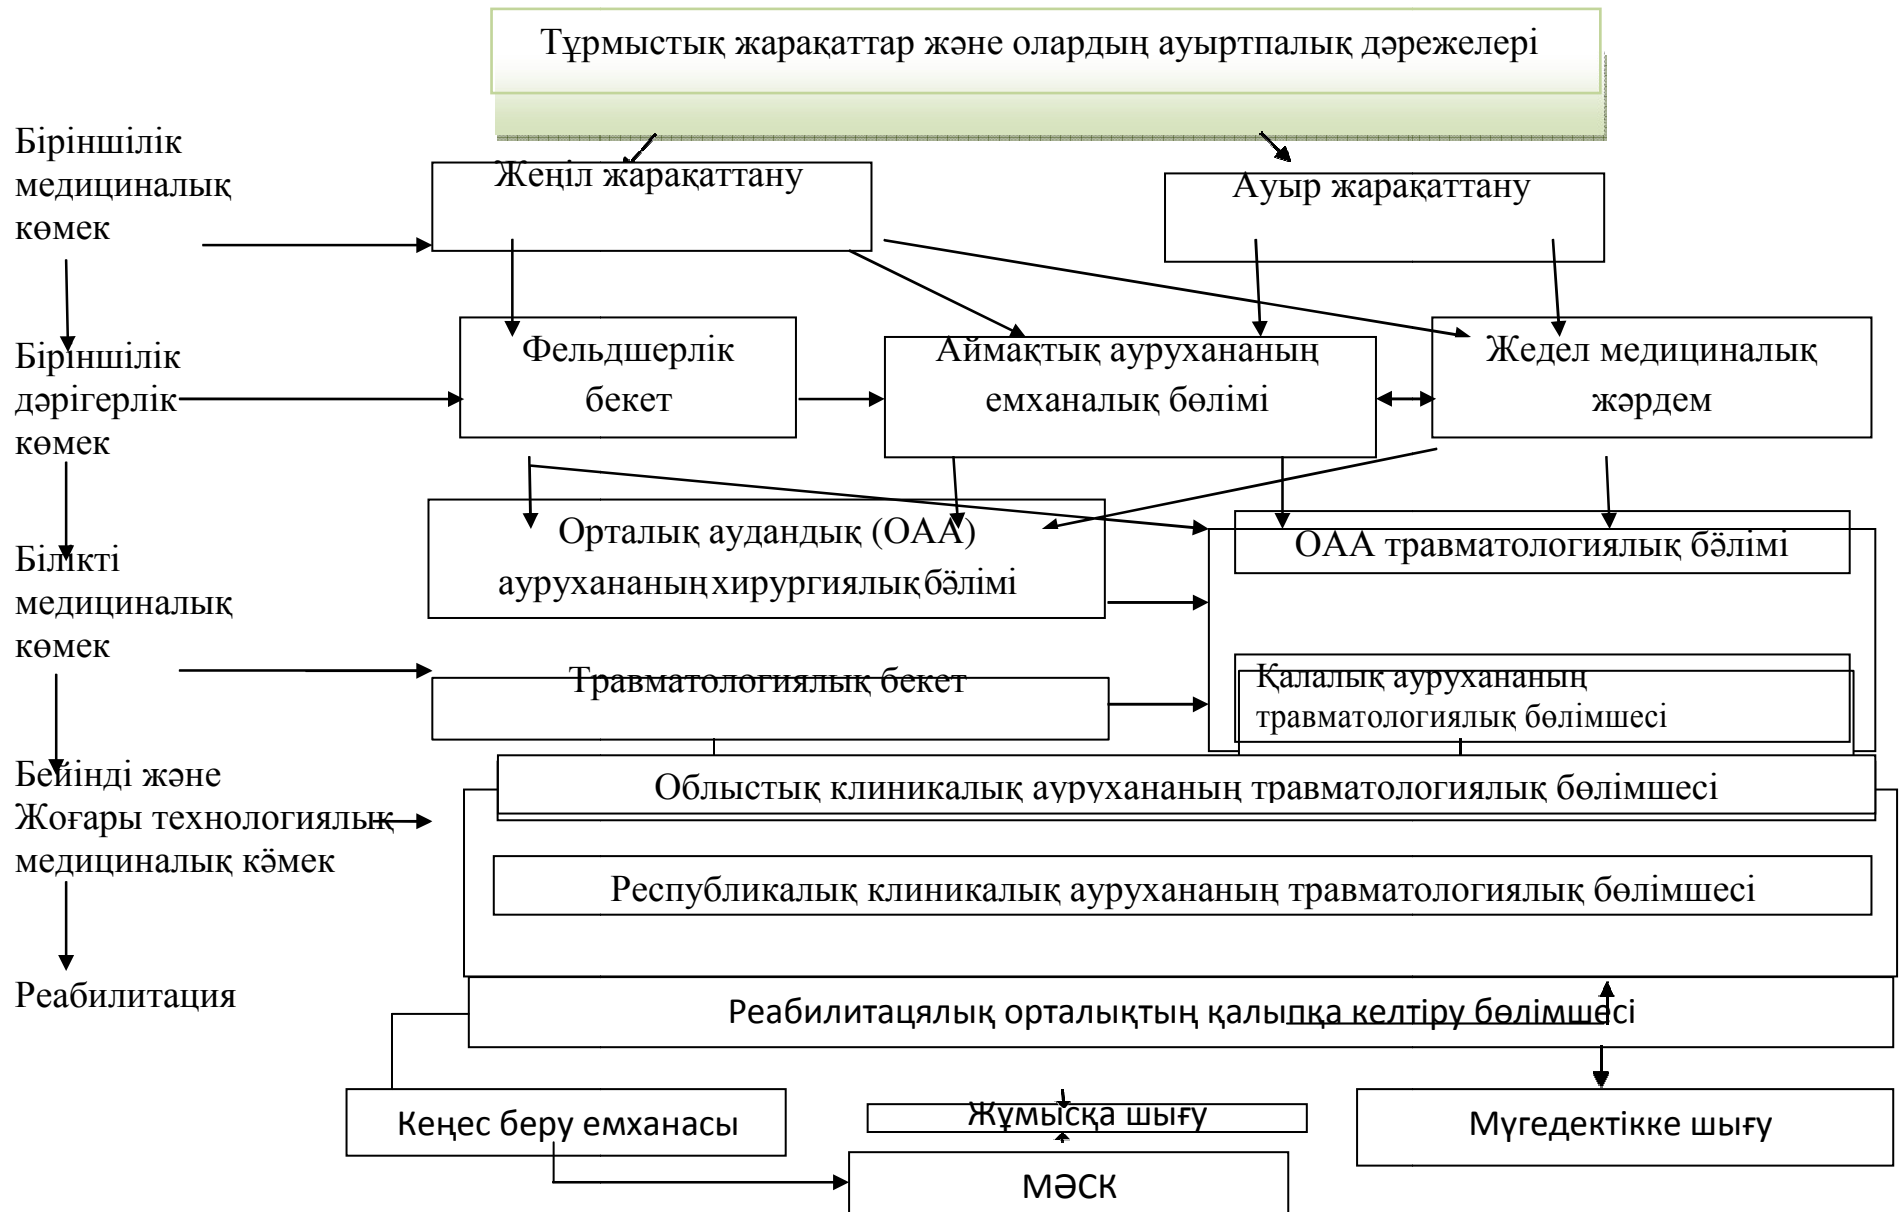 Тұрмыстық жарақаттар және олардың ауыртпалық дәрежелері
Біріншілік
медициналық
көмек
Жеңіл жарақаттану
Ауыр жарақаттану
Біріншілік
дәрігерлік
көмек
Фельдшерлік
бекет
Аймақтық аурухананың
емханалық бөлімі
Жедел медициналық
жәрдем
Білікті
медициналық
көмек
Орталық аудандық (ОАА)
аурухананың хирургиялық бӛлімі
ОАА травматологиялық бӛлімі
Травматологиялық бекет
Қалалық аурухананың
травматологиялық бөлімшесі
Бейінді және
Жоғары технологиялық
медициналық кӛмек
Облыстық клиникалық аурухананың травматологиялық бөлімшесі
Республикалық клиникалық аурухананың травматологиялық бөлімшесі
Реабилитация
Реабилитацялық орталықтың қалыпқа келтіру бөлімшесі
Кеңес беру емханасы
Жұмысқа шығу
Мүгедектікке шығу
МӘСК